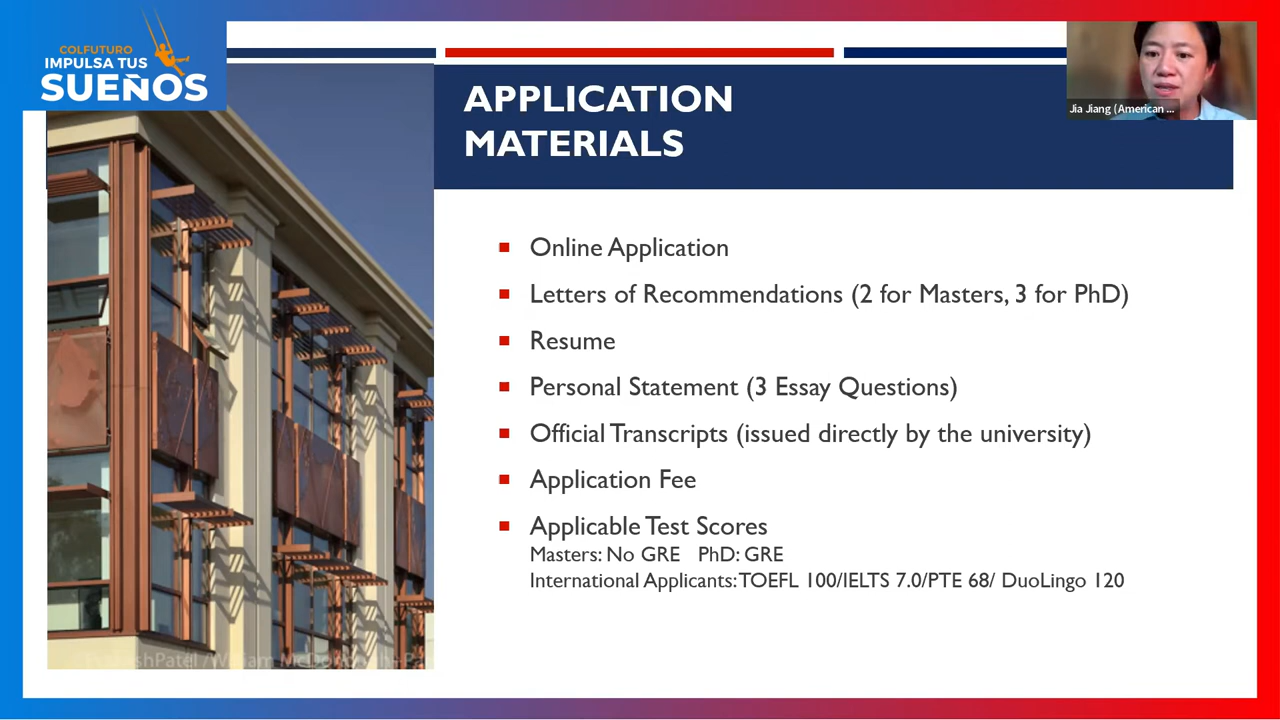 COLFUTURO
IMPULSA TUS
SUEÑOS
APPLICATION
MATERIALS
Jia Jiang (American ...
Online Application
Letters of Recommendations (2 for Masters, 3 for PhD)
Resume
Personal Statement (3 Essay Questions)
Official Transcripts (issued directly by the university)
Application Fee
Applicable Test Scores
Masters: No GRE PhD: GRE
International Applicants: TOEFL 100/IELTS 7.0/PTE 68/ DuoLingo 120